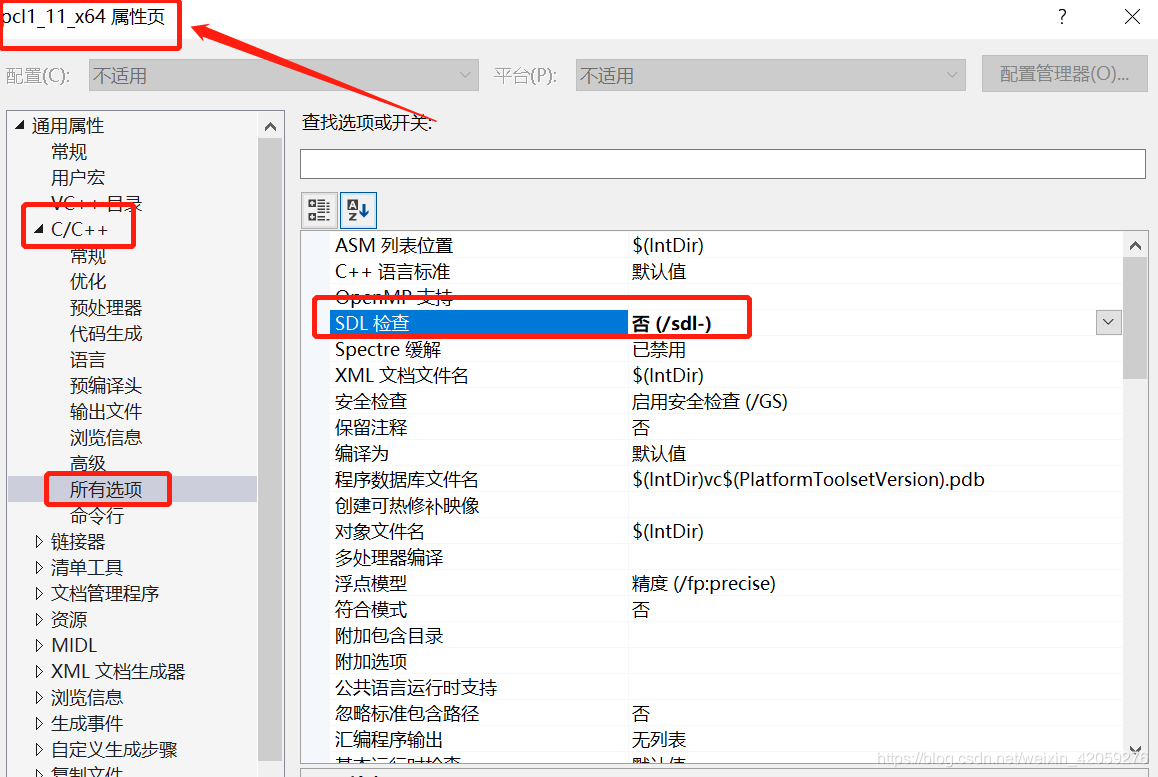 pcl1_11_x64 属性页
?
配置(C):
不适用
平台(P):
不适用
配置管理器(O)...
通用属性
常规
用户宏
VC++ 目录
C/C++
常规
优化
预处理器
代码生成
语言
预编译头
输出文件
浏览信息
高级
所有选项
命令行
链接器
清单工具
文档管理程序
资源
MIDL
XML 文档生成器
浏览信息
生成事件
自定义生成步骤
复制文件
查找选项或开关:
ASM 列表位置 $(IntDir)
C++ 语言标准 默认值
OpenMP 支持
SDL 检查 否 (/sdl-)
Spectre 缓解 已禁用
XML 文档文件名 $(IntDir)
安全检查 启用安全检查 (/GS)
保留注释 否
编译为 默认值
程序数据库文件名 $(IntDir)vc$(PlatformToolsetVersion).pdb
创建可热修补映像
对象文件名 $(IntDir)
多处理器编译
浮点模型 精度 (/fp:precise)
符合模式 否
附加包含目录
附加选项
公共语言运行时支持
忽略标准包含路径 否
汇编程序输出 无列表
基本运行时检查 默认值
https://blog.csdn.net/weixin_42059276